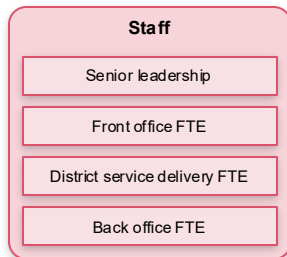 Staff
Senior leadership
Front office FTE
District service delivery FTE
Back office FTE